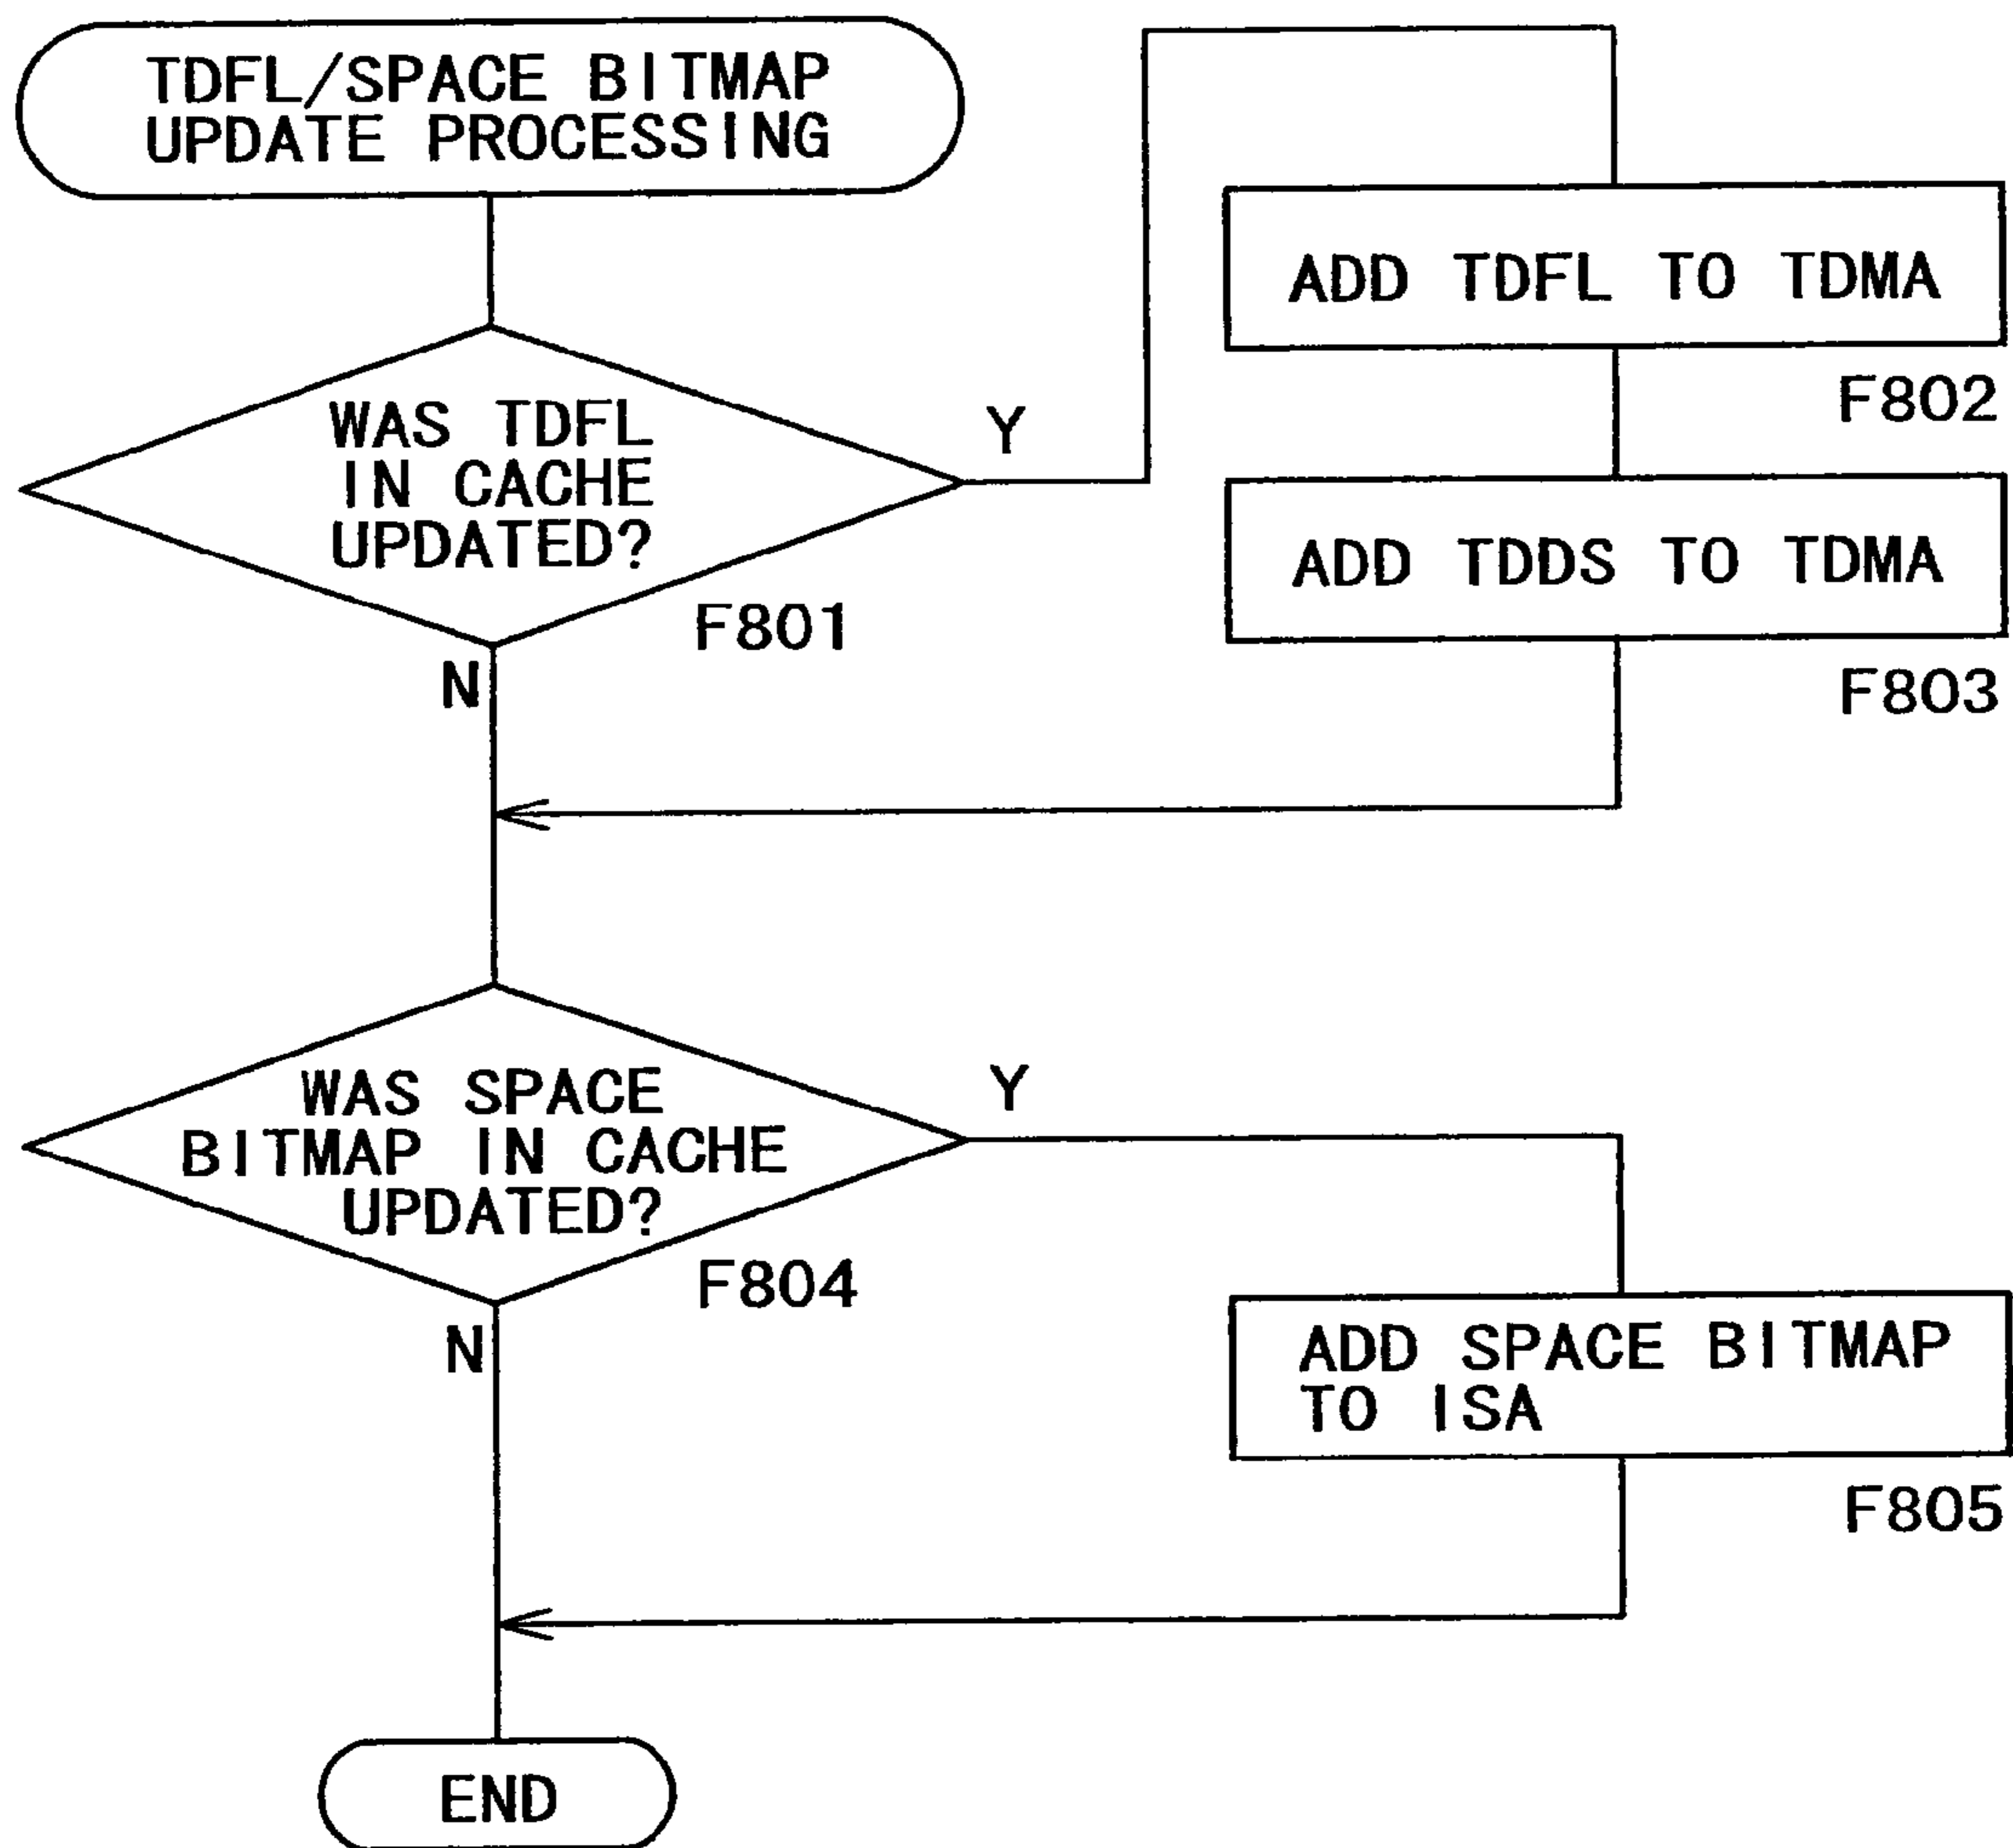 TDFL/SPACE BITMAP
UPDATE PROCESSING
WAS TDFL
IN CACHE
UPDATED?
Y
F801
N
ADD TDFL TO TDMA
F802
ADD TDDS TO TDMA
F803
WAS SPACE
BITMAP IN CACHE
UPDATED?
Y
F804
N
ADD SPACE BITMAP
TO ISA
F805
END